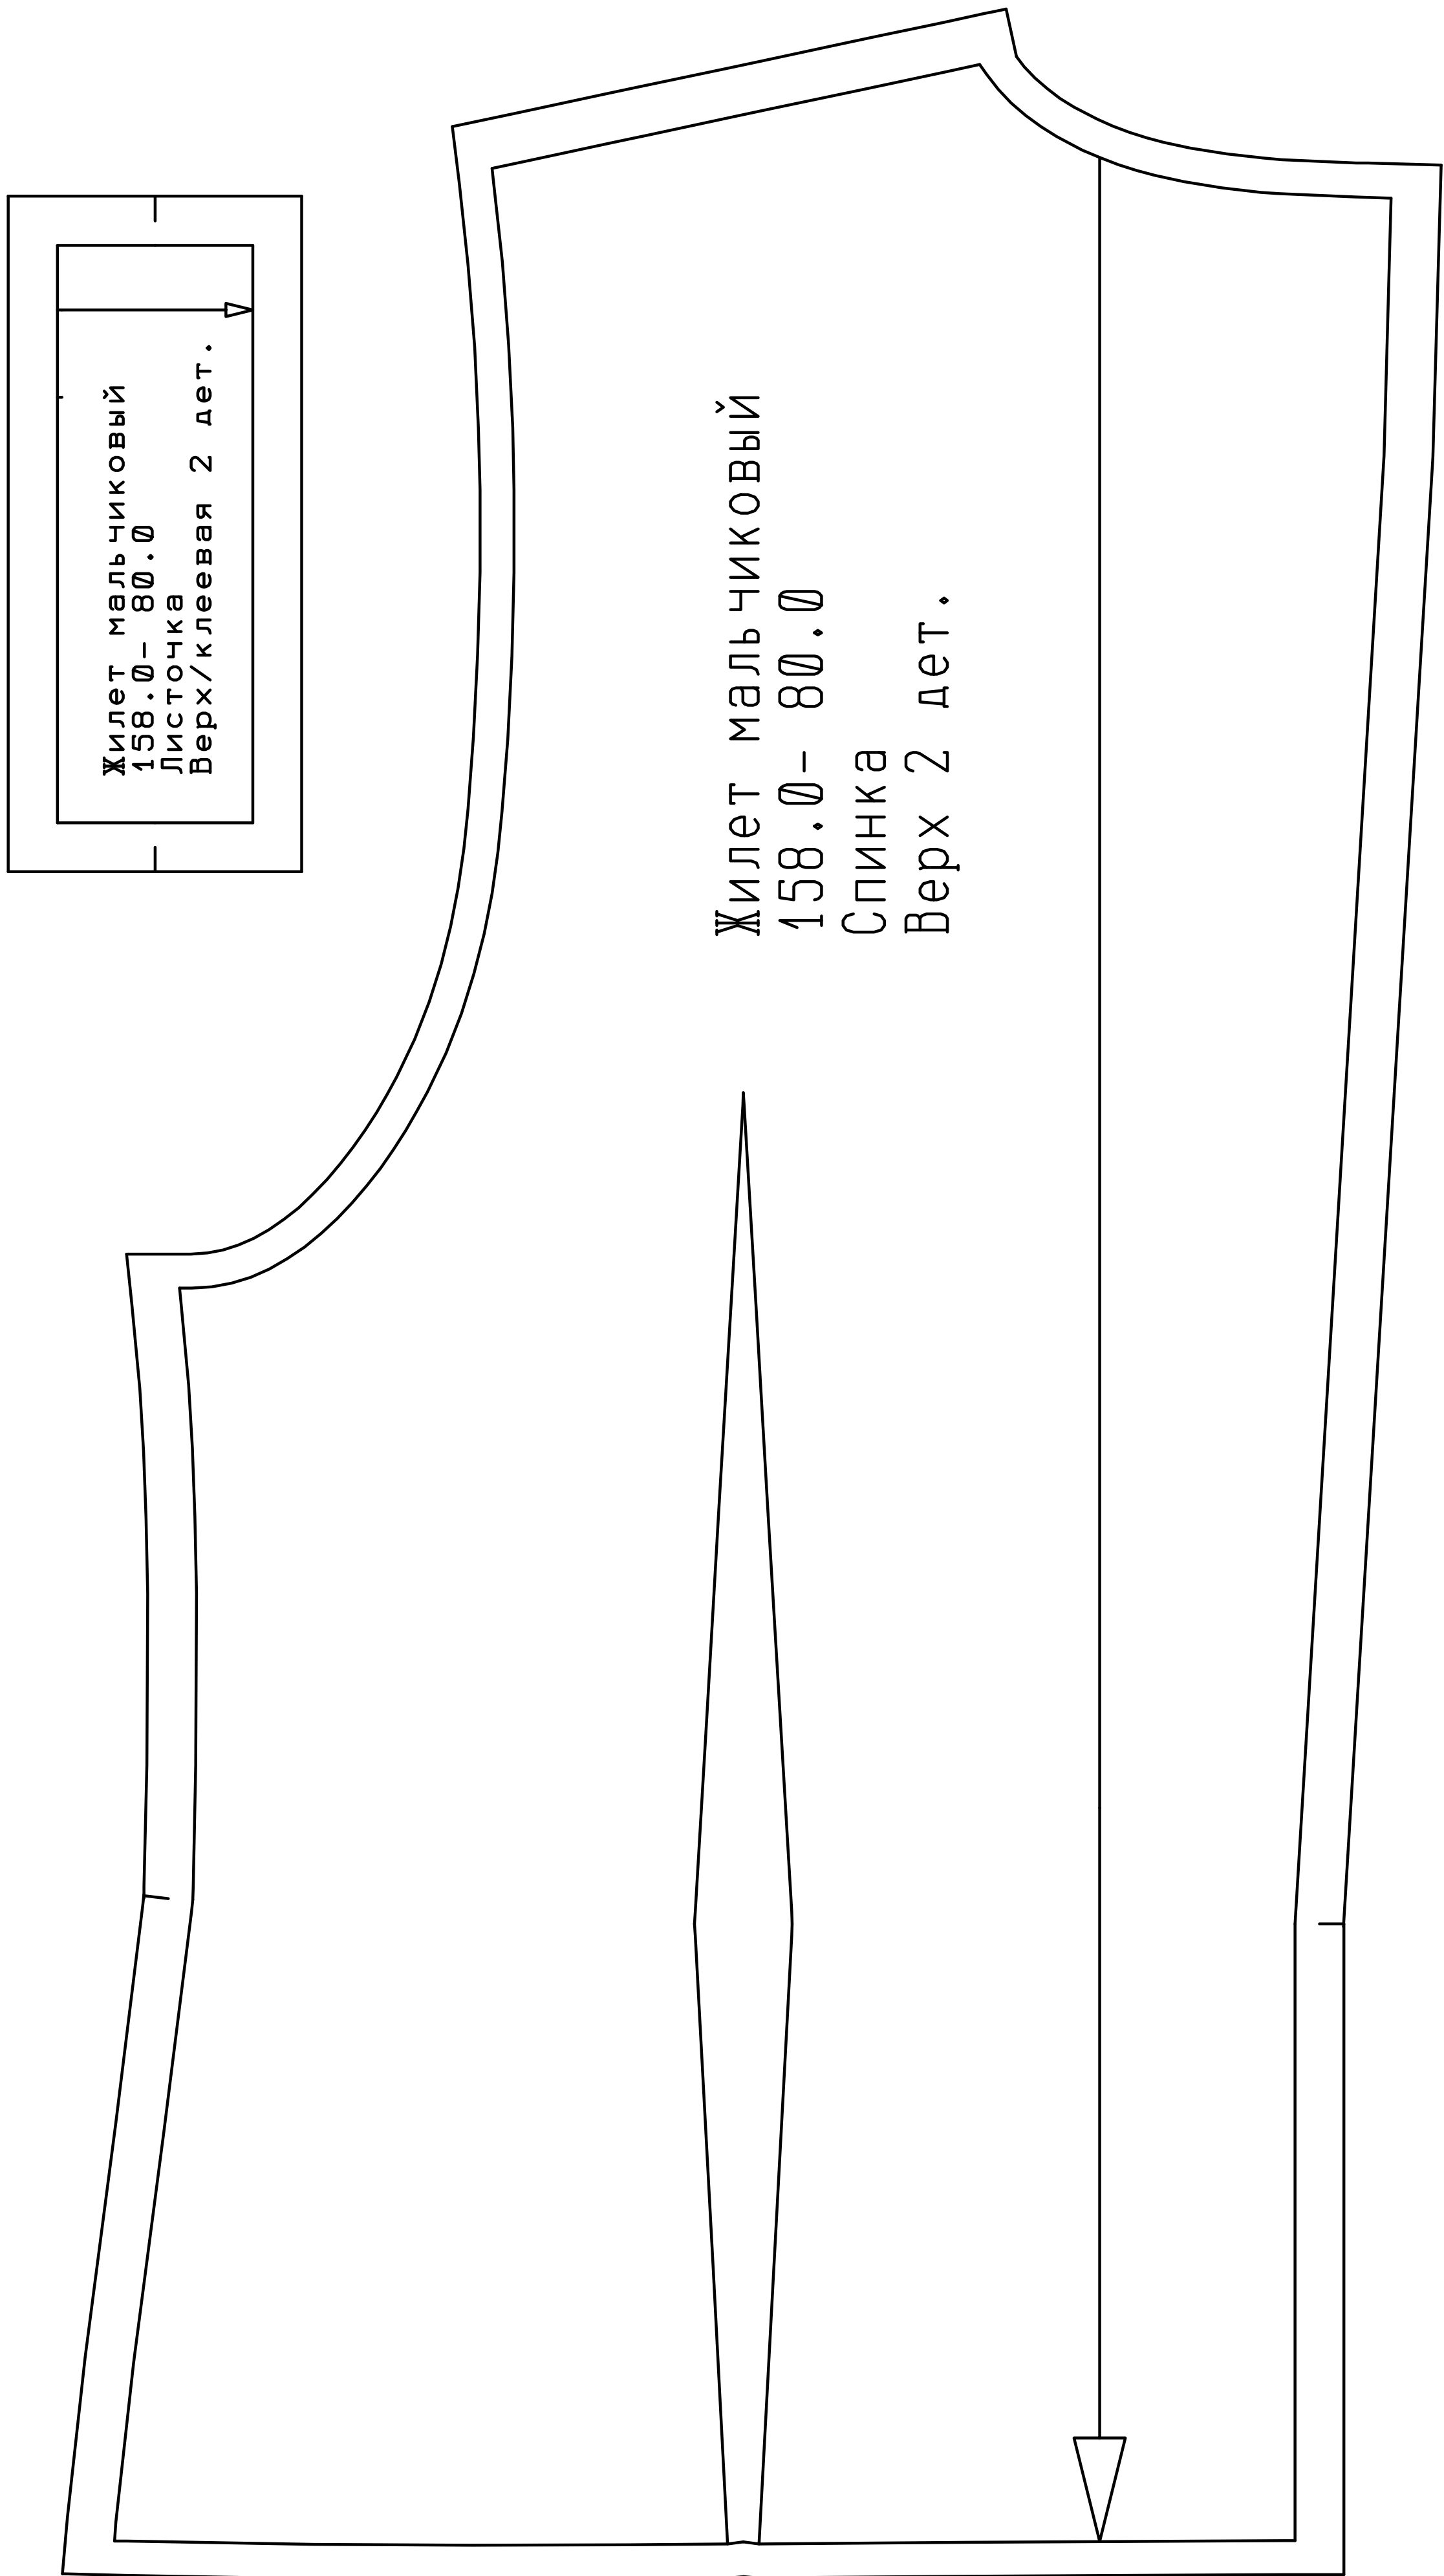 Жилет мальчиковый
158.0- 80.0
Листочка
Верх/клеевая 2 дет.
Жилет мальчиковый
158.0- 80.0
Спинка
Верх 2 дет.